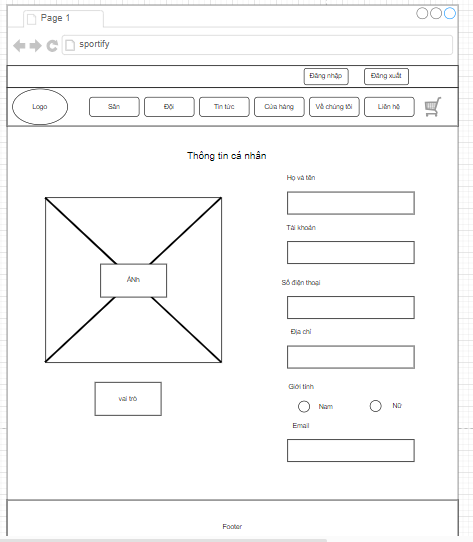 Page 1
sportify
Đăng nhập Đăng xuất
Logo Sân Đội Tin tức Cửa hàng Về chúng tôi Liên hệ
Thông tin cá nhân
Họ và tên
Tài khoản
Số điện thoại
Địa chỉ
Giới tính
Nam Nữ
Email
ẢNh
vai trò
Footer